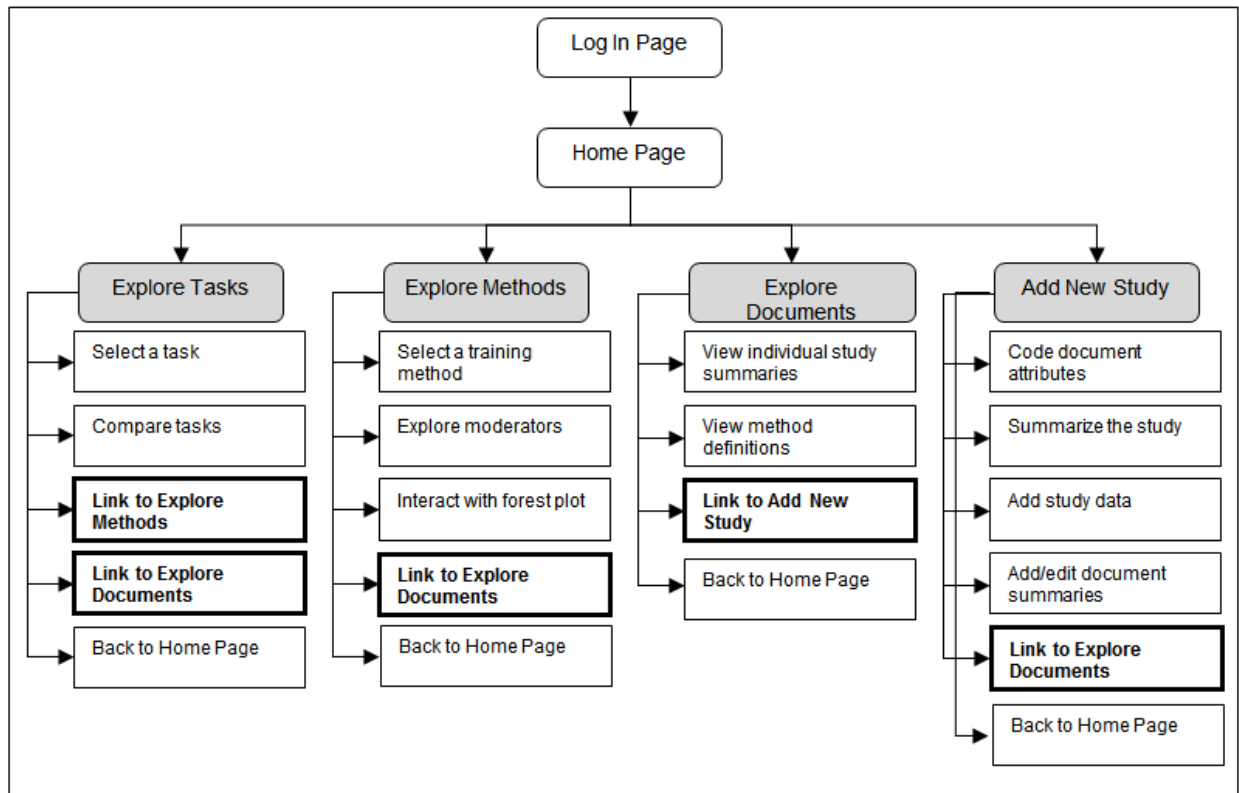 Log In Page
Home Page
Explore Tasks
Select a task
Compare tasks
Link to Explore
Methods
Link to Explore
Documents
Back to Home Page
Explore Methods
Select a training
method
Explore moderators
Interact with forest plot
Link to Explore
Documents
Back to Home Page
Explore
Documents
View individual study
summaries
View method
definitions
Link to Add New
Study
Back to Home Page
Add New Study
Code document
attributes
Summarize the study
Add study data
Add/edit document
summaries
Link to Explore
Documents
Back to Home Page